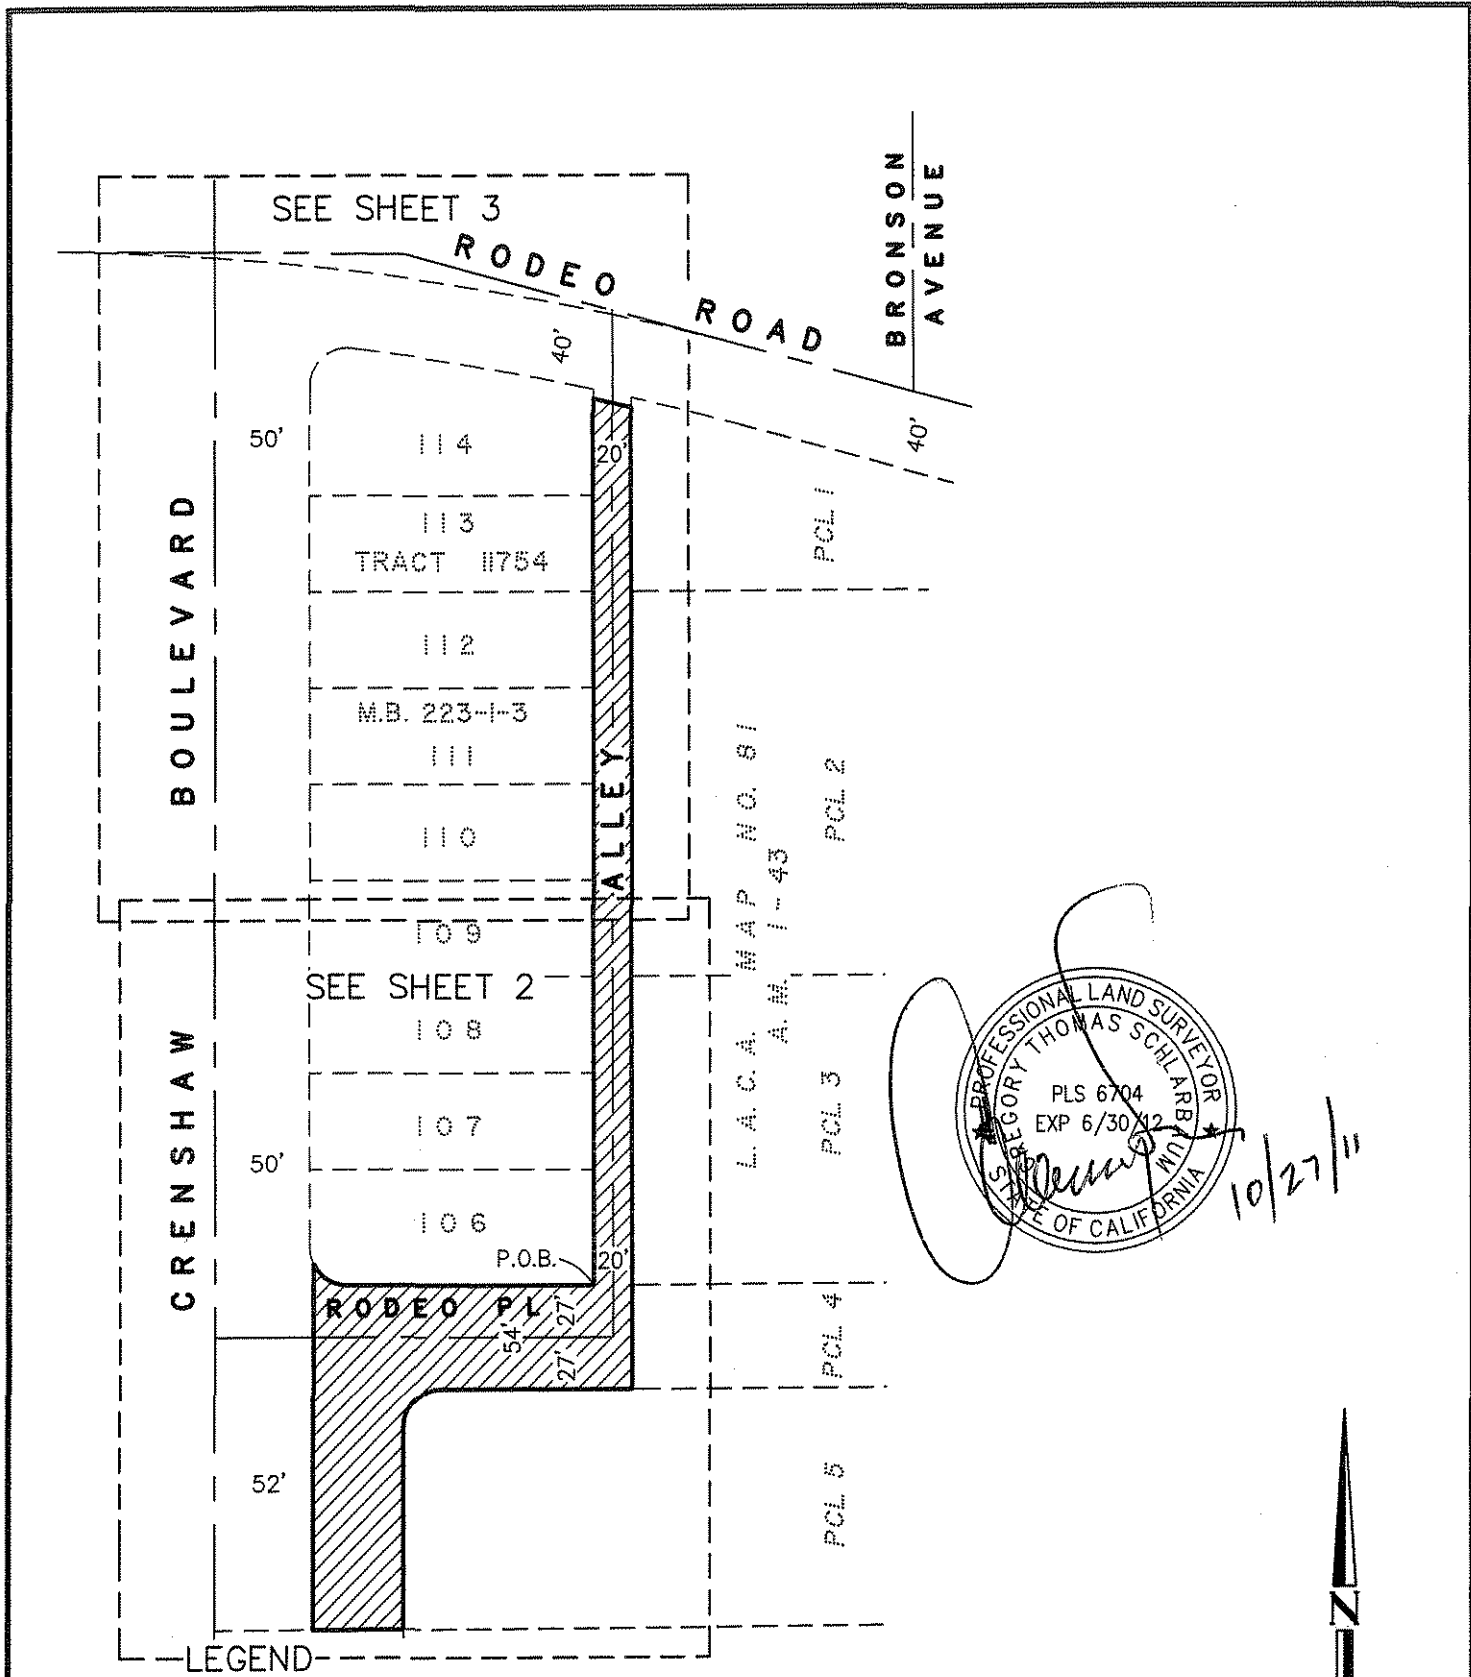 SEE SHEET 3
RODEO ROAD
BRONSON
AVENUE
40'
40'
50'
114
20'
113
TRACT 11754
PCL 1
BOULEVARD
112
M.B. 223-1-3
111
110
ALLEY
L.A.C.A. MAP NO. 81
A.M. 1-43
PCL 2
109
SEE SHEET 2
108
107
50'
106
CRENSHAW
PCL 3
P.O.B.
20'
RODEO PL
27'
54'
27'
PCL 4
52'
PCL 5
PROFESSIONAL LAND SURVEYOR
GREGORY THOMAS SCHLARBAUM
PLS 6704
EXP 6/30/12
STATE OF CALIFORNIA
10/27/11
N
LEGEND